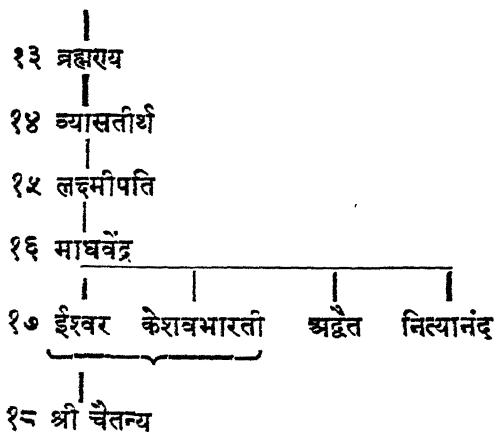 १३ ब्रह्मण्य
१४ व्यासतीर्थ
१५ लक्ष्मीपति
१६ माधवेंद्र
१७ ईश्वर केशवभारती अद्वैत नित्यानंद
१८ श्री चैतन्य